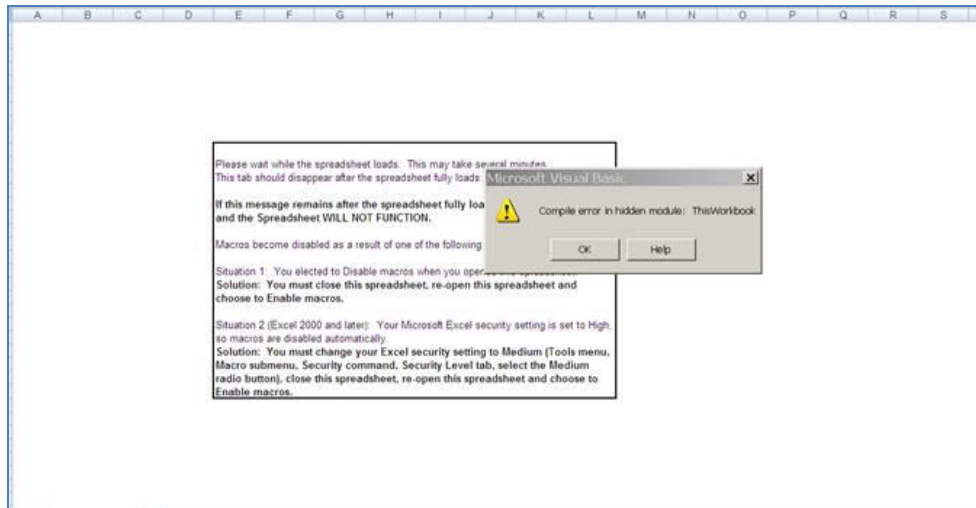 A B C D E F G H I J K L M N O P Q R S
Please wait while the spreadsheet loads. This may take several minutes.
This tab should disappear after the spreadsheet fully loads.
If this message remains after the spreadsheet fully loa
and the Spreadsheet WILL NOT FUNCTION.
Macros become disabled as a result of one of the following
Situation 1: You elected to Disable macros when you opened this spreadsheet.
Solution: You must close this spreadsheet, re-open this spreadsheet and
choose to Enable macros.
Situation 2 (Excel 2000 and later): Your Microsoft Excel security setting is set to High,
so macros are disabled automatically.
Solution: You must change your Excel security setting to Medium (Tools menu,
Macro submenu, Security command, Security Level tab, select the Medium
radio button), close this spreadsheet, re-open this spreadsheet and choose to
Enable macros.
Microsoft Visual Basic
Compile error in hidden module: ThisWorkbook
OK Help